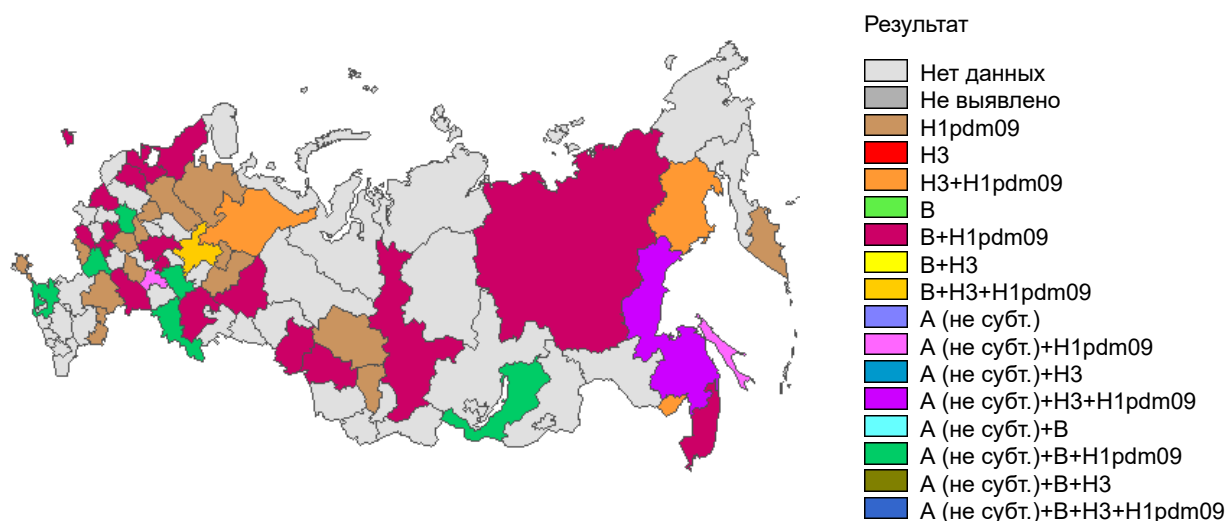 Результат
Нет данных
Не выявлено
H1pdm09
H3
H3+H1pdm09
B
B+H1pdm09
B+H3
B+H3+H1pdm09
А (не субт.)
А (не субт.)+H1pdm09
А (не субт.)+H3
А (не субт.)+H3+H1pdm09
А (не субт.)+B
А (не субт.)+B+H1pdm09
А (не субт.)+B+H3
А (не субт.)+B+H3+H1pdm09